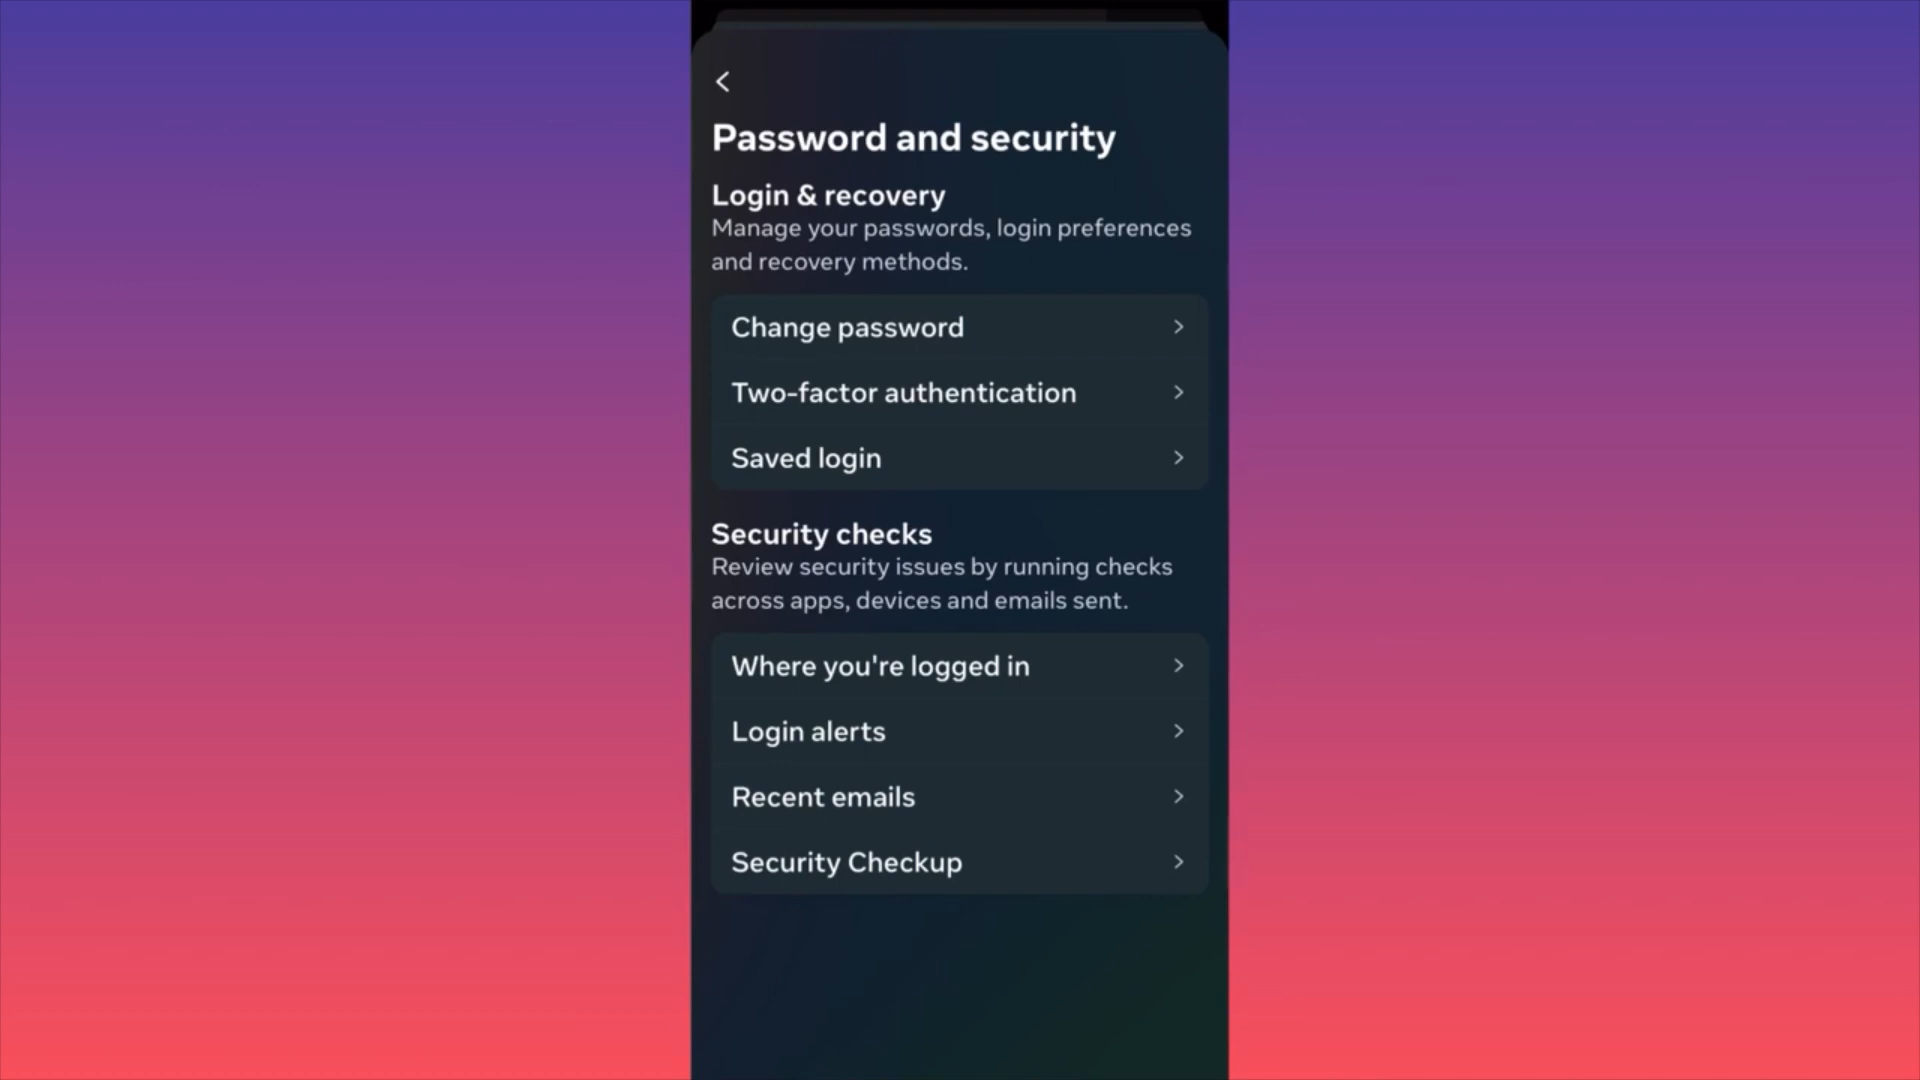 Password and security
Login & recovery
Manage your passwords, login preferences
and recovery methods.
Change password
Two-factor authentication
Saved login
Security checks
Review security issues by running checks
across apps, devices and emails sent.
Where you're logged in
Login alerts
Recent emails
Security Checkup